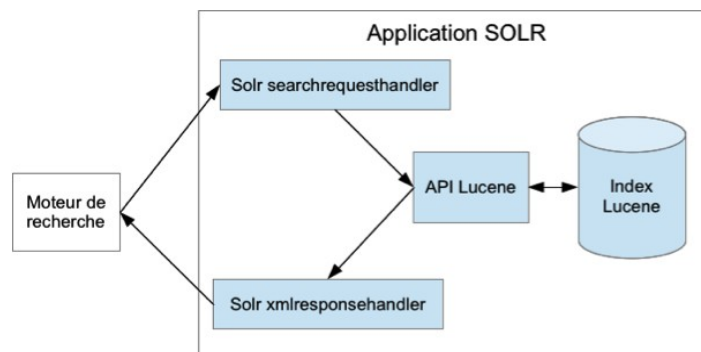 Application SOLR
Solr searchrequesthandler
API Lucene
Index
Lucene
Moteur de
recherche
Solr xmlresponsehandler